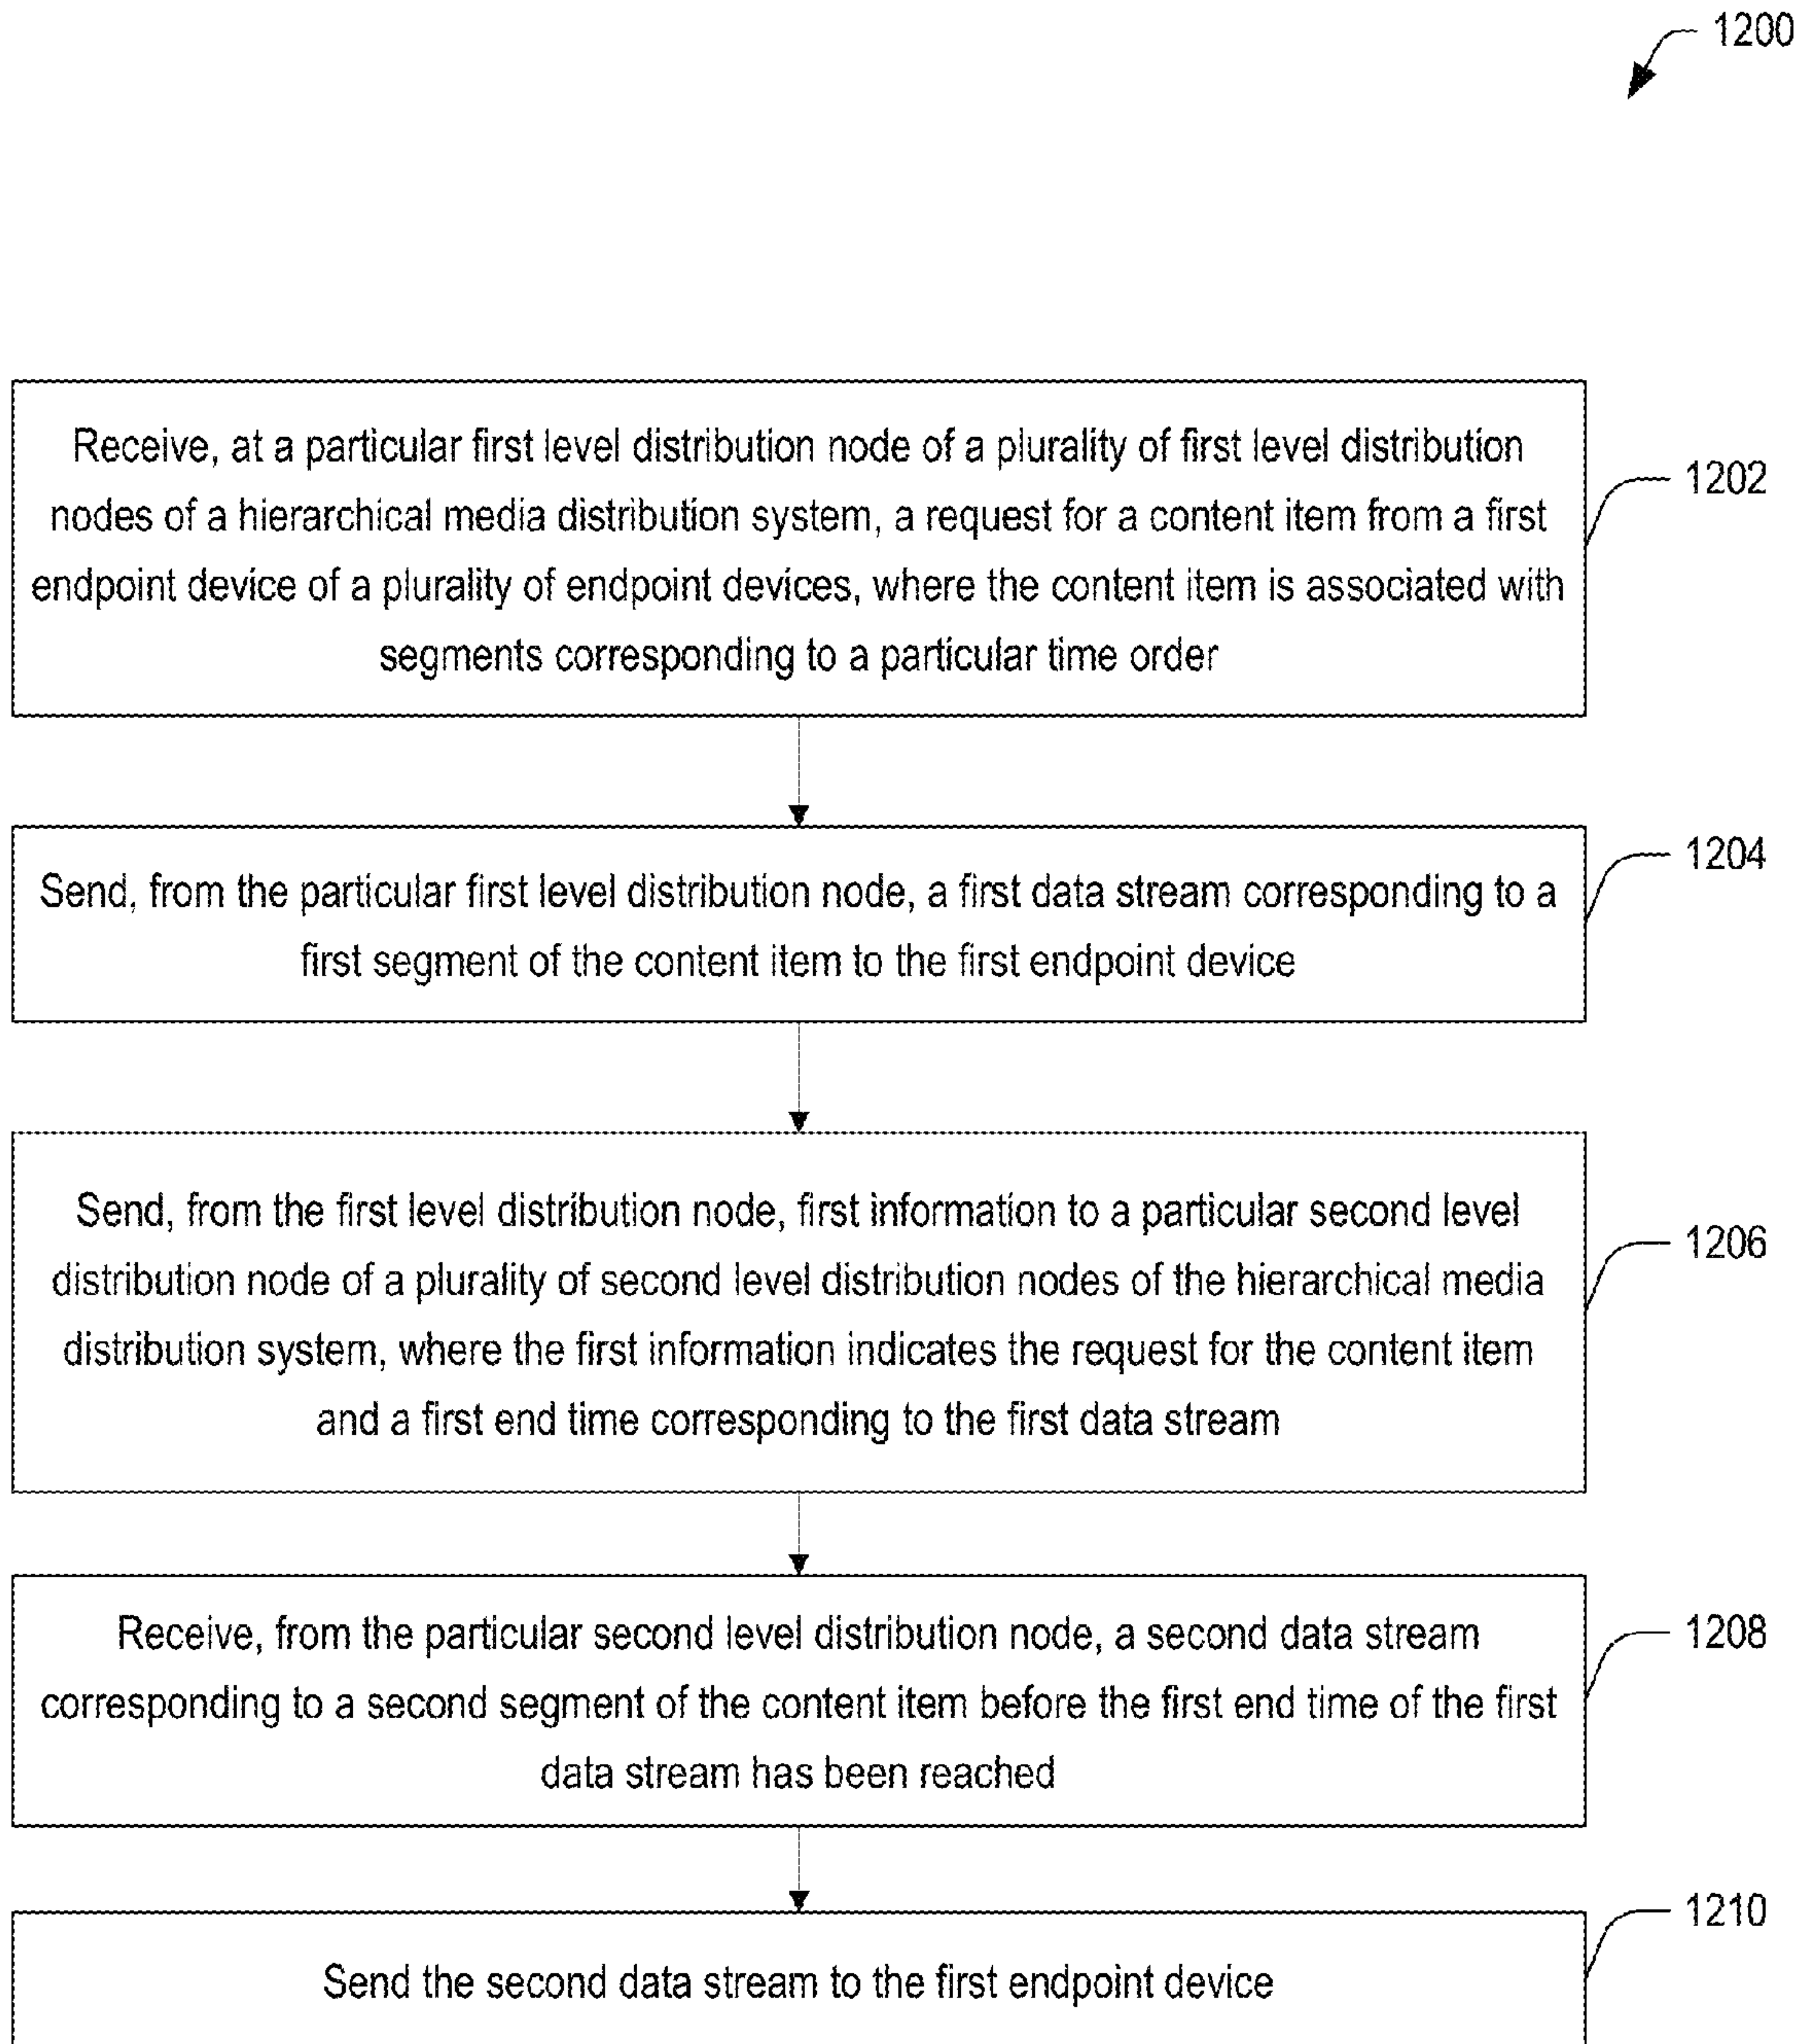 1200
Receive, at a particular first level distribution node of a plurality of first level distribution
nodes of a hierarchical media distribution system, a request for a content item from a first
endpoint device of a plurality of endpoint devices, where the content item is associated with
segments corresponding to a particular time order
1202
Send, from the particular first level distribution node, a first data stream corresponding to a
first segment of the content item to the first endpoint device
1204
Send, from the first level distribution node, first information to a particular second level
distribution node of a plurality of second level distribution nodes of the hierarchical media
distribution system, where the first information indicates the request for the content item
and a first end time corresponding to the first data stream
1206
Receive, from the particular second level distribution node, a second data stream
corresponding to a second segment of the content item before the first end time of the first
data stream has been reached
1208
Send the second data stream to the first endpoint device
1210